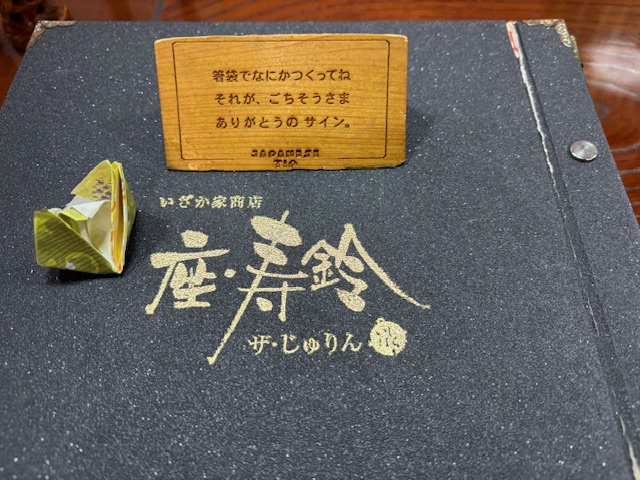 箸袋でなにかつくってね
それが、ごちそうさま
ありがとうの サイン。
JAPANESE
TIP
いざか家商店
座・寿鈴
ザ・じゅりん